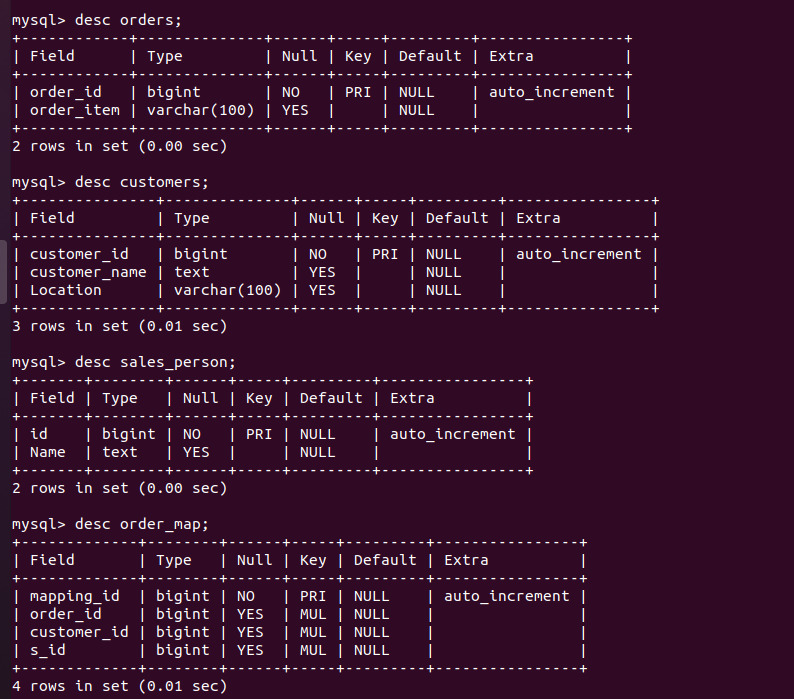 mysql> desc orders;
+------------+--------------+------+-----+---------+----------------+
| Field      | Type         | Null | Key | Default | Extra          |
+------------+--------------+------+-----+---------+----------------+
| order_id   | bigint       | NO   | PRI | NULL    | auto_increment |
| order_item | varchar(100) | YES  |     | NULL    |                |
+------------+--------------+------+-----+---------+----------------+
2 rows in set (0.00 sec)
mysql> desc customers;
+---------------+--------------+------+-----+---------+----------------+
| Field         | Type         | Null | Key | Default | Extra          |
+---------------+--------------+------+-----+---------+----------------+
| customer_id   | bigint       | NO   | PRI | NULL    | auto_increment |
| customer_name | text         | YES  |     | NULL    |                |
| Location      | varchar(100) | YES  |     | NULL    |                |
+---------------+--------------+------+-----+---------+----------------+
3 rows in set (0.01 sec)
mysql> desc sales_person;
+-------+--------+------+-----+---------+----------------+
| Field | Type   | Null | Key | Default | Extra          |
+-------+--------+------+-----+---------+----------------+
| id    | bigint | NO   | PRI | NULL    | auto_increment |
| Name  | text   | YES  |     | NULL    |                |
+-------+--------+------+-----+---------+----------------+
2 rows in set (0.00 sec)
mysql> desc order_map;
+-------------+--------+------+-----+---------+----------------+
| Field       | Type   | Null | Key | Default | Extra          |
+-------------+--------+------+-----+---------+----------------+
| mapping_id  | bigint | NO   | PRI | NULL    | auto_increment |
| order_id    | bigint | YES  | MUL | NULL    |                |
| customer_id | bigint | YES  | MUL | NULL    |                |
| s_id        | bigint | YES  | MUL | NULL    |                |
+-------------+--------+------+-----+---------+----------------+
4 rows in set (0.01 sec)